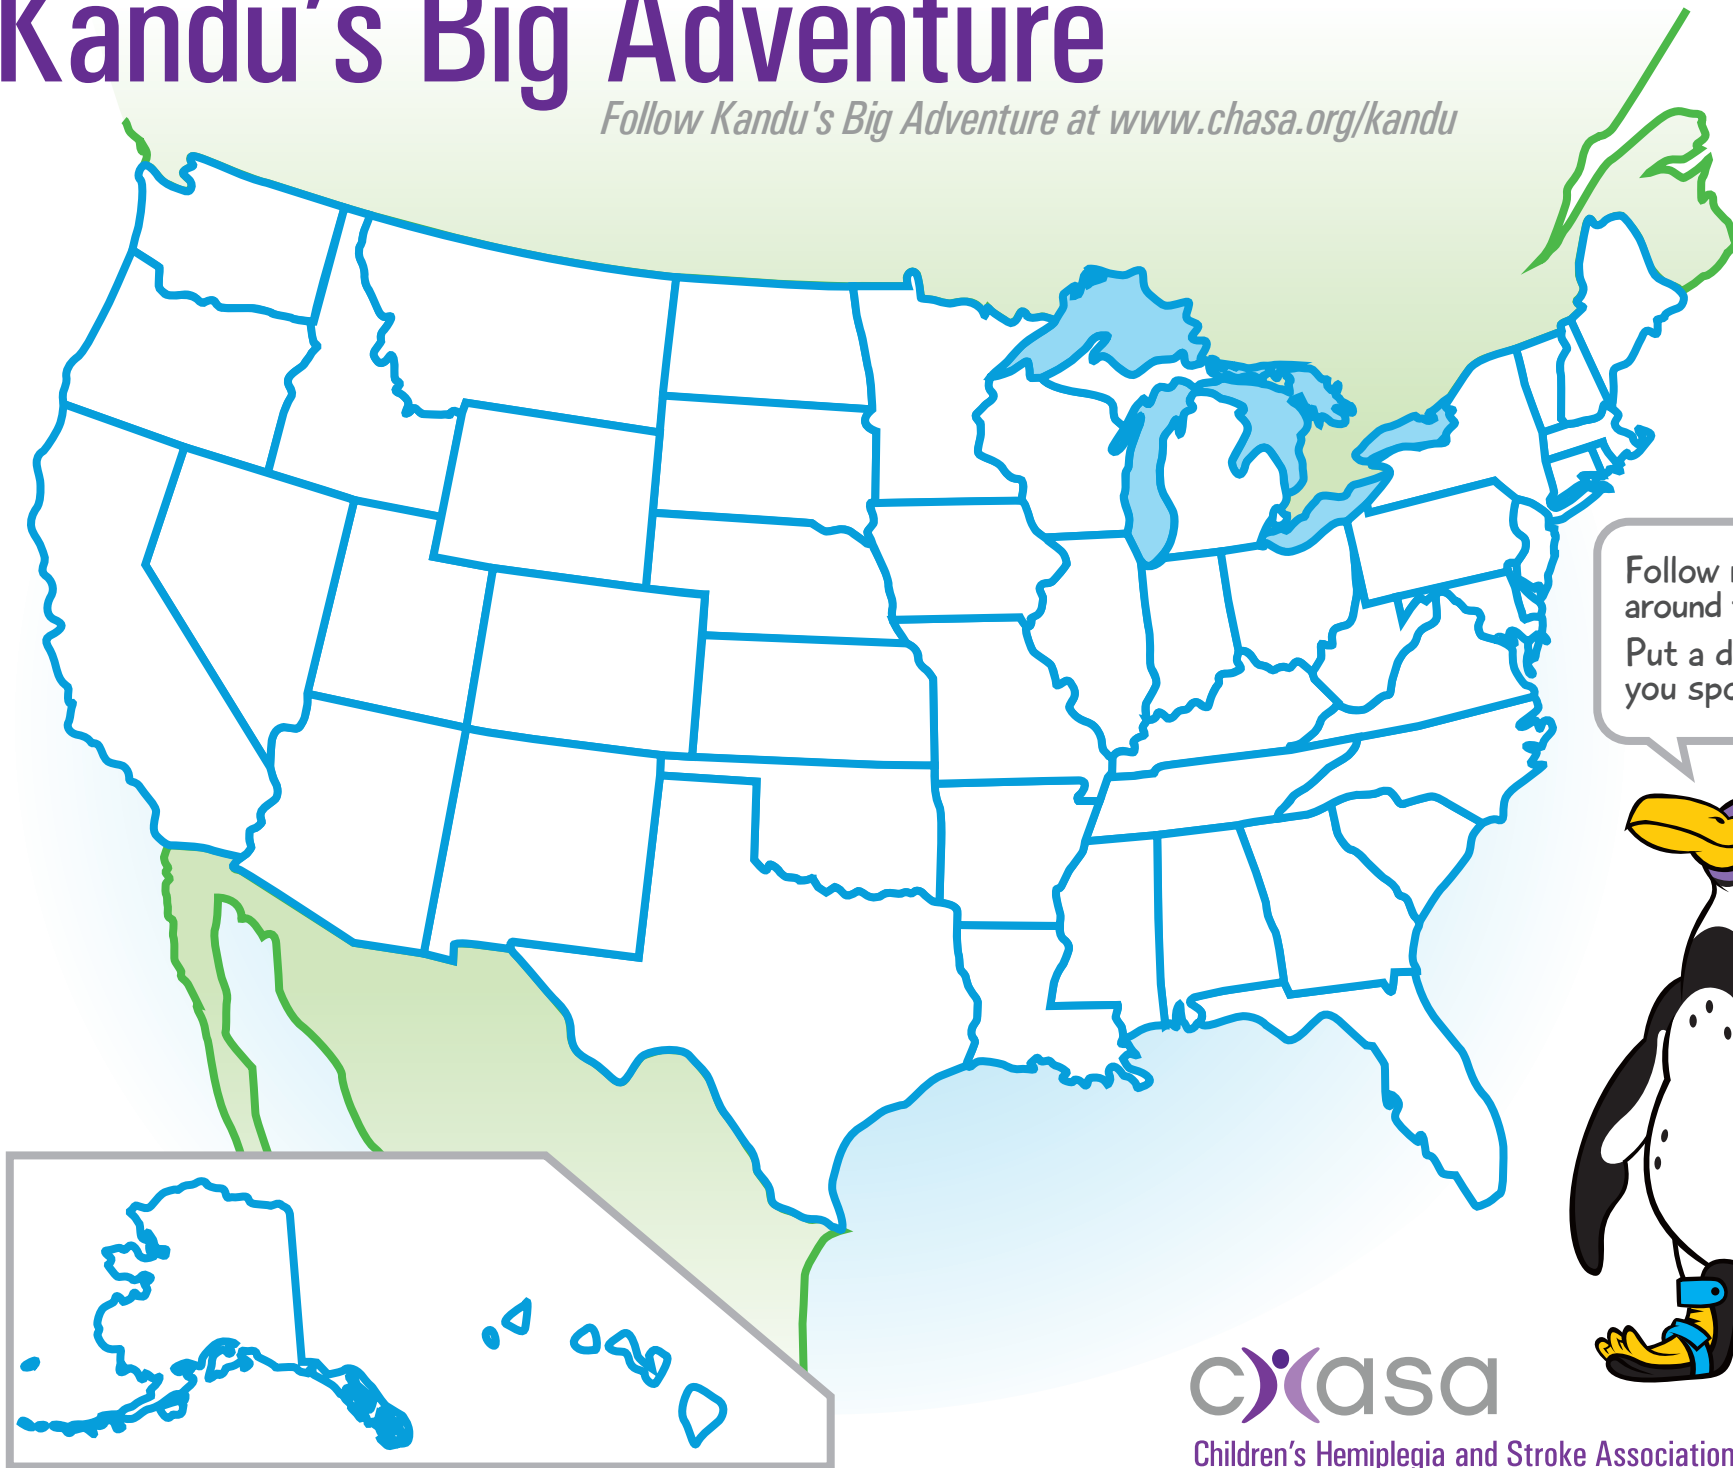 Kandu's Big Adventure
Follow Kandu's Big Adventure at www.chasa.org/kandu
Follow
around
Put a
you
chasa
Children's Hemiplegia and Stroke Association